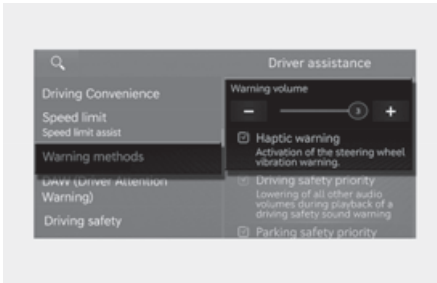 Driver assistance
Driving Convenience
Speed limit
Speed limit assist
Warning methods
DAW (Driver Attention
Warning)
Driving safety
Warning volume
3
Haptic warning
Activation of the steering wheel
vibration warning.
Driving safety priority
Lowering of all other audio
volumes during playback of a
driving safety sound warning
Parking safety priority